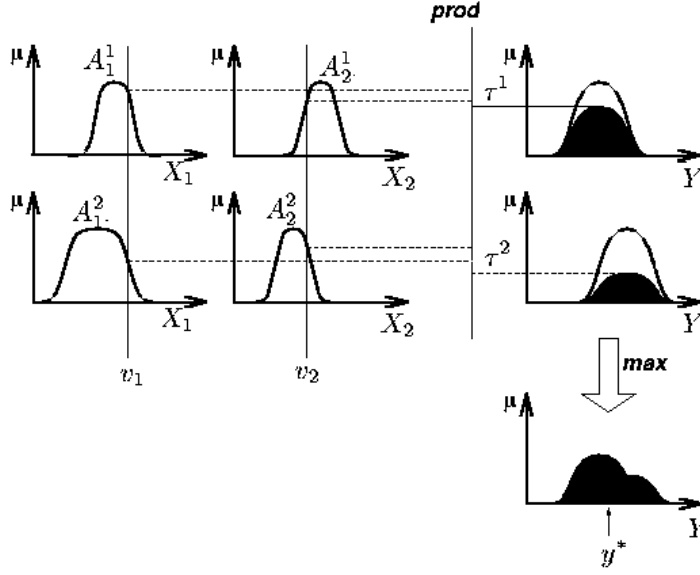 prod
μ A₁¹ μ A₂¹ τ¹ μ
X₁ X₂ Y
μ A₁² μ A₂² τ² μ
X₁ X₂ Y
v₁ v₂ max
μ
Y
y*